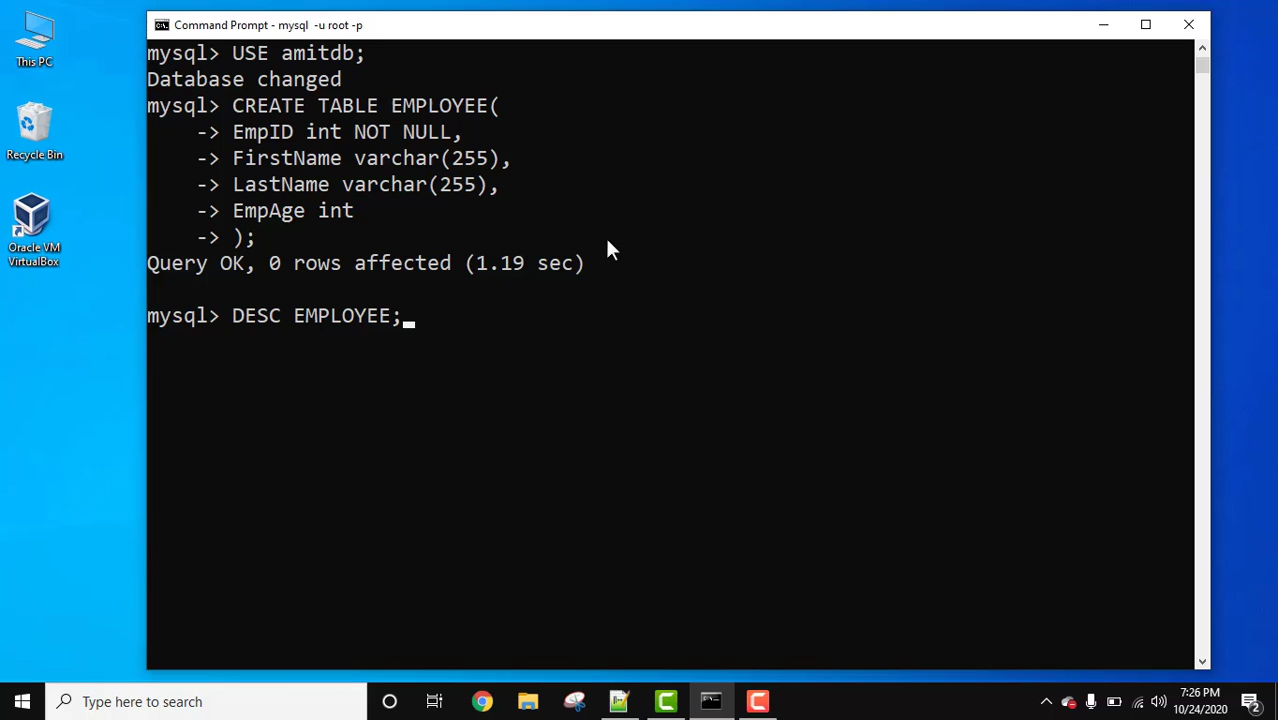 Command Prompt - mysql -u root -p
This PC
Recycle Bin
Oracle VM
VirtualBox
mysql> USE amitdb;
Database changed
mysql> CREATE TABLE EMPLOYEE(
-> EmpID int NOT NULL,
-> FirstName varchar(255),
-> LastName varchar(255),
-> EmpAge int
-> );
Query OK, 0 rows affected (1.19 sec)
mysql> DESC EMPLOYEE;
Type here to search
7:26 PM
10/24/2020
2